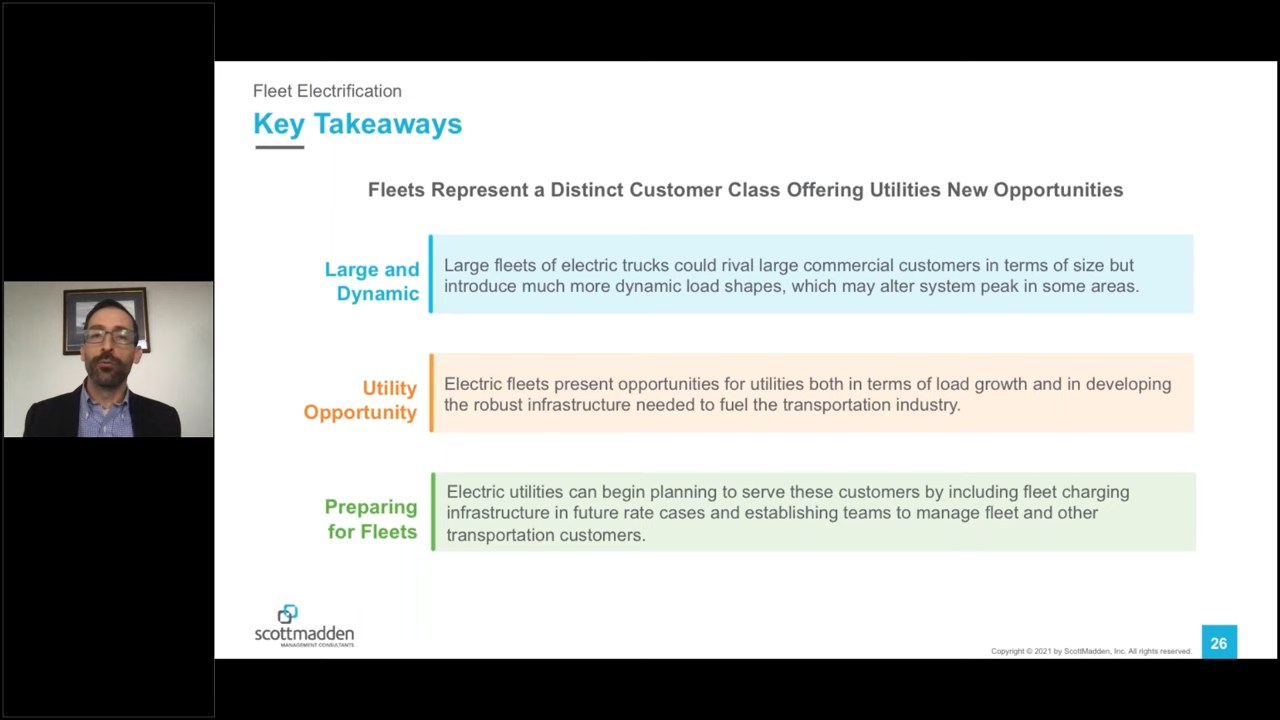 Fleet Electrification
Key Takeaways
Fleets Represent a Distinct Customer Class Offering Utilities New Opportunities
Large and
Dynamic
Large fleets of electric trucks could rival large commercial customers in terms of size but
introduce much more dynamic load shapes, which may alter system peak in some areas.
Utility
Opportunity
Electric fleets present opportunities for utilities both in terms of load growth and in developing
the robust infrastructure needed to fuel the transportation industry.
Preparing
for Fleets
Electric utilities can begin planning to serve these customers by including fleet charging
infrastructure in future rate cases and establishing teams to manage fleet and other
transportation customers.
scottmadden
MANAGEMENT CONSULTANTS
Copyright © 2021 by ScottMadden, Inc. All rights reserved.
26